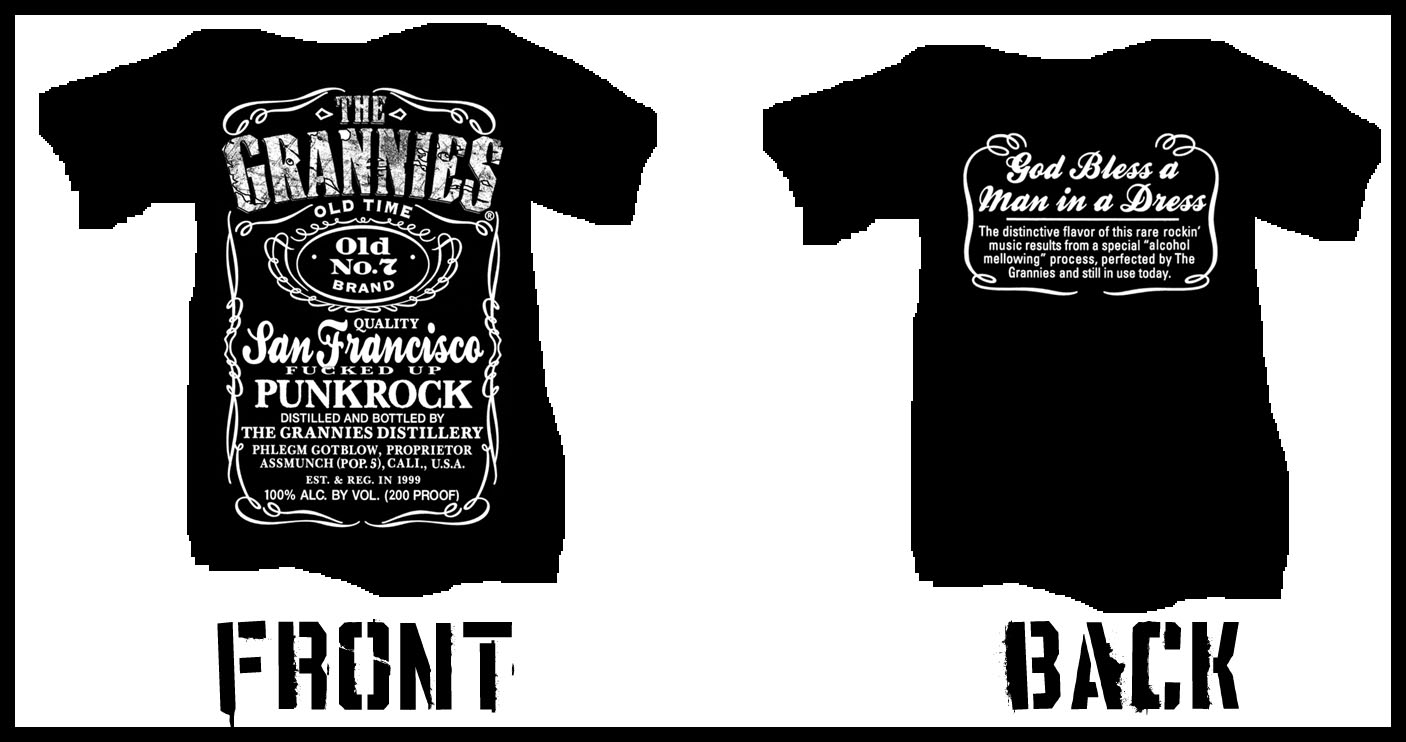 THE
GRANNIES
OLD TIME
®
Old
No.7
BRAND
QUALITY
San Francisco
FUCKED UP
PUNKROCK
DISTILLED AND BOTTLED BY
THE GRANNIES DISTILLERY
PHLEGM GOTBLOW, PROPRIETOR
ASSMUNCH (POP. 5), CALI., U.S.A.
EST. & REG. IN 1999
100% ALC. BY VOL. (200 PROOF)
FRONT
God Bless a
Man in a Dress
The distinctive flavor of this rare rockin'
music results from a special "alcohol
mellowing" process, perfected by The
Grannies and still in use today.
BACK